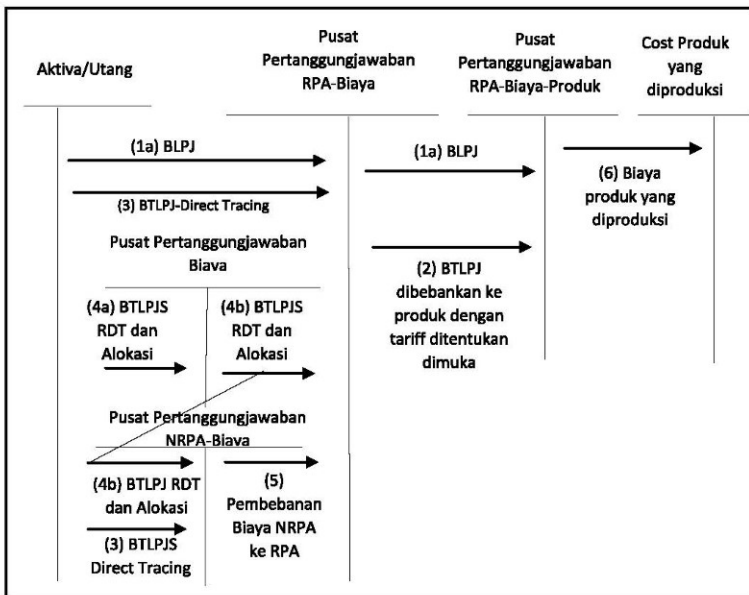 Aktiva/Utang
Pusat
Pertanggungjawaban
RPA-Biaya
Pusat
Pertanggungjawaban
RPA-Biaya-Produk
Cost Produk
yang
diproduksi
(1a) BLPJ
(3) BTLPJ-Direct Tracing
(1a) BLPJ
(6) Biaya
produk yang
diproduksi
Pusat Pertanggungjawaban
Biava
(2) BTLPJ
dibebankan ke
produk dengan
tariff ditentukan
dimuka
(4a) BTLPJS
RDT dan
Alokasi
(4b) BTLPJS
RDT dan
Alokasi
Pusat Pertanggungjawaban
NRPA-Biava
(4b) BTLPJ RDT
dan Alokasi
(3) BTLPJS
Direct Tracing
(5)
Pembebanan
Biaya NRPA
ke RPA